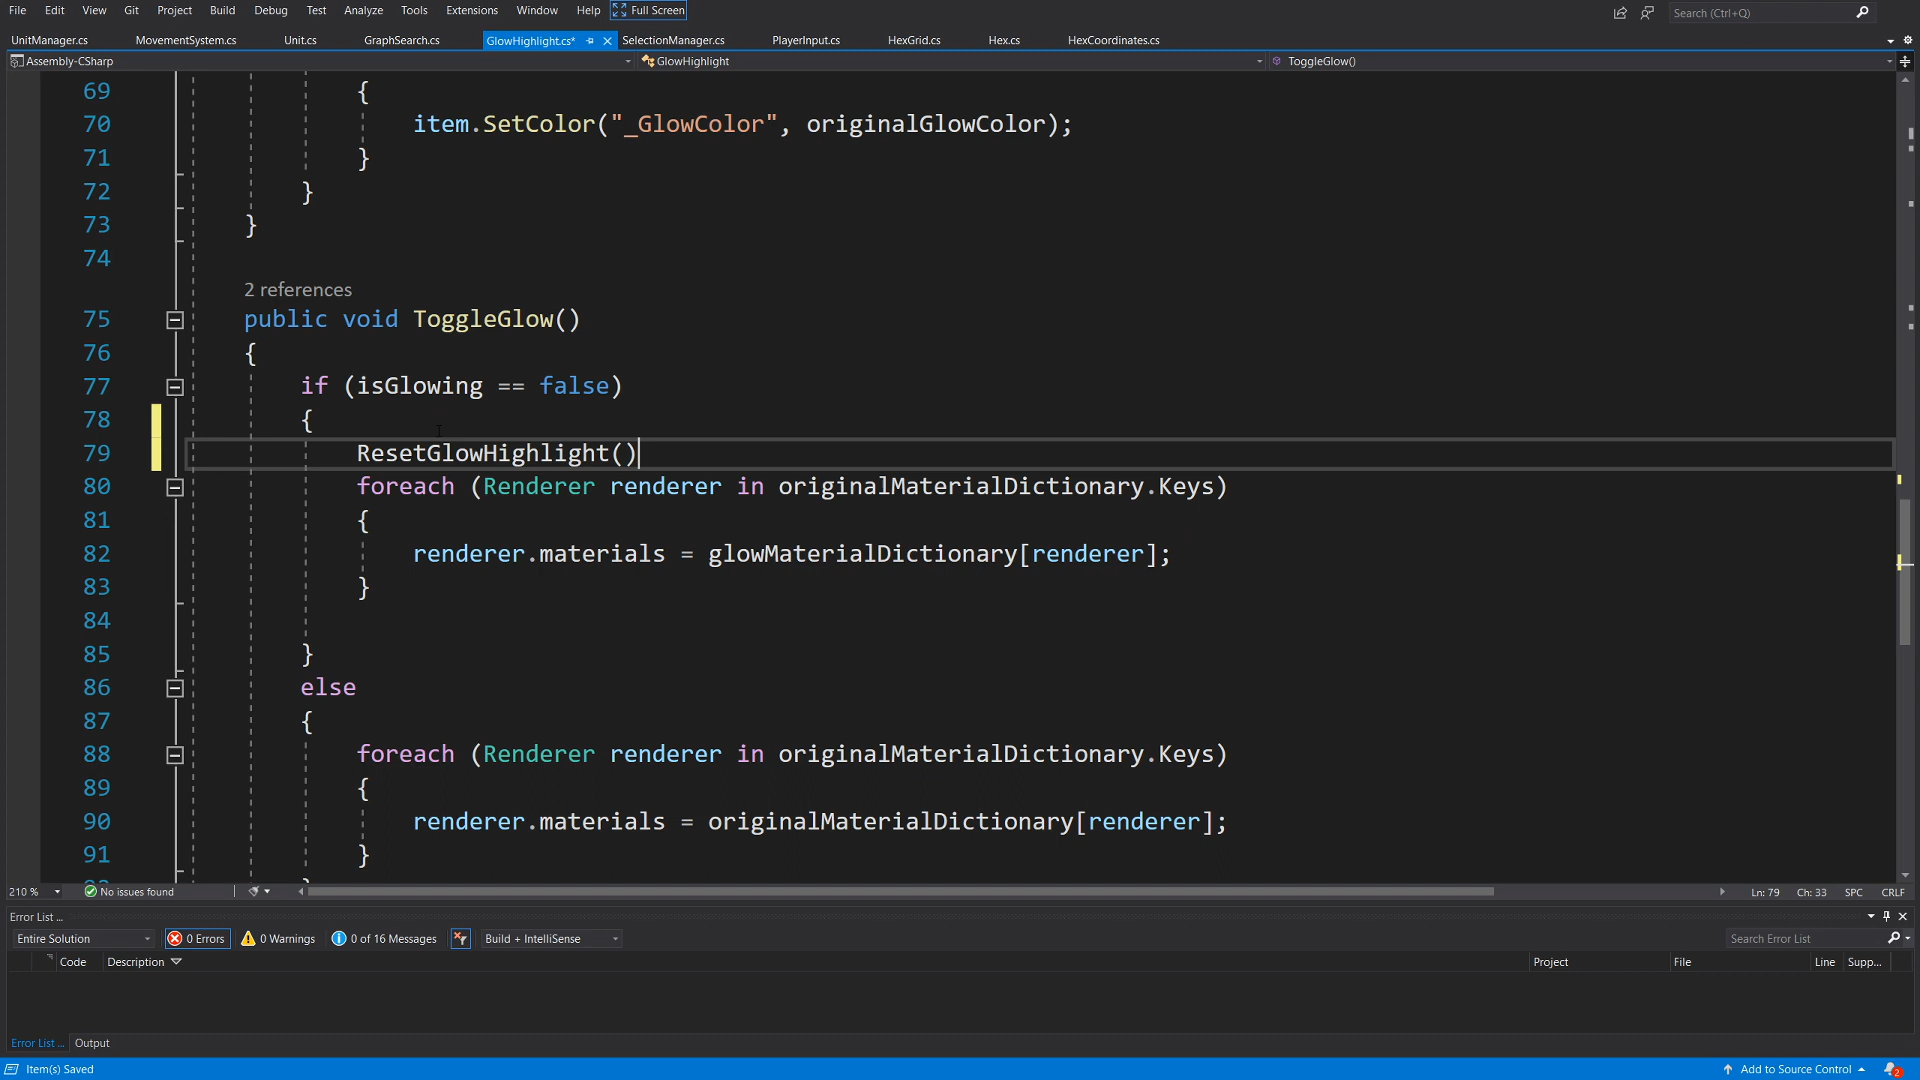 File Edit View Git Project Build Debug Test Analyze Tools Extensions Window Help Full Screen Search (Ctrl+Q)
UnitManager.cs MovementSystem.cs Unit.cs GraphSearch.cs GlowHighlight.cs* SelectionManager.cs PlayerInput.cs HexGrid.cs Hex.cs HexCoordinates.cs
Assembly-CSharp GlowHighlight ToggleGlow()
69 {
70 item.SetColor("_GlowColor", originalGlowColor);
71 }
72 }
73 }
74
2 references
75 public void ToggleGlow()
76 {
77 if (isGlowing == false)
78 {
79 ResetGlowHighlight()
80 foreach (Renderer renderer in originalMaterialDictionary.Keys)
81 {
82 renderer.materials = glowMaterialDictionary[renderer];
83 }
84
85 }
86 else
87 {
88 foreach (Renderer renderer in originalMaterialDictionary.Keys)
89 {
90 renderer.materials = originalMaterialDictionary[renderer];
91 }
210 % No issues found Ln: 79 Ch: 33 SPC CRLF
Error List ...
Entire Solution 0 Errors 0 Warnings 0 of 16 Messages Build + IntelliSense Search Error List
Code Description Project File Line Supp...
Error List ... Output
Item(s) Saved Add to Source Control 2